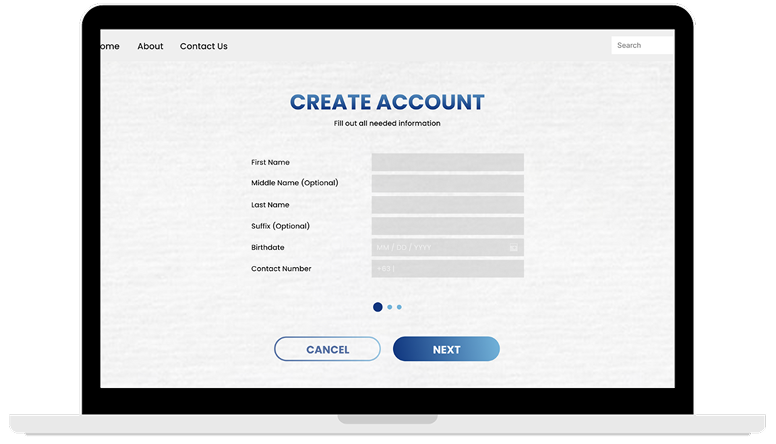 ome About Contact Us Search
CREATE ACCOUNT
Fill out all needed information
First Name
Middle Name (Optional)
Last Name
Suffix (Optional)
Birthdate MM / DD / YYYY
Contact Number
CANCEL NEXT